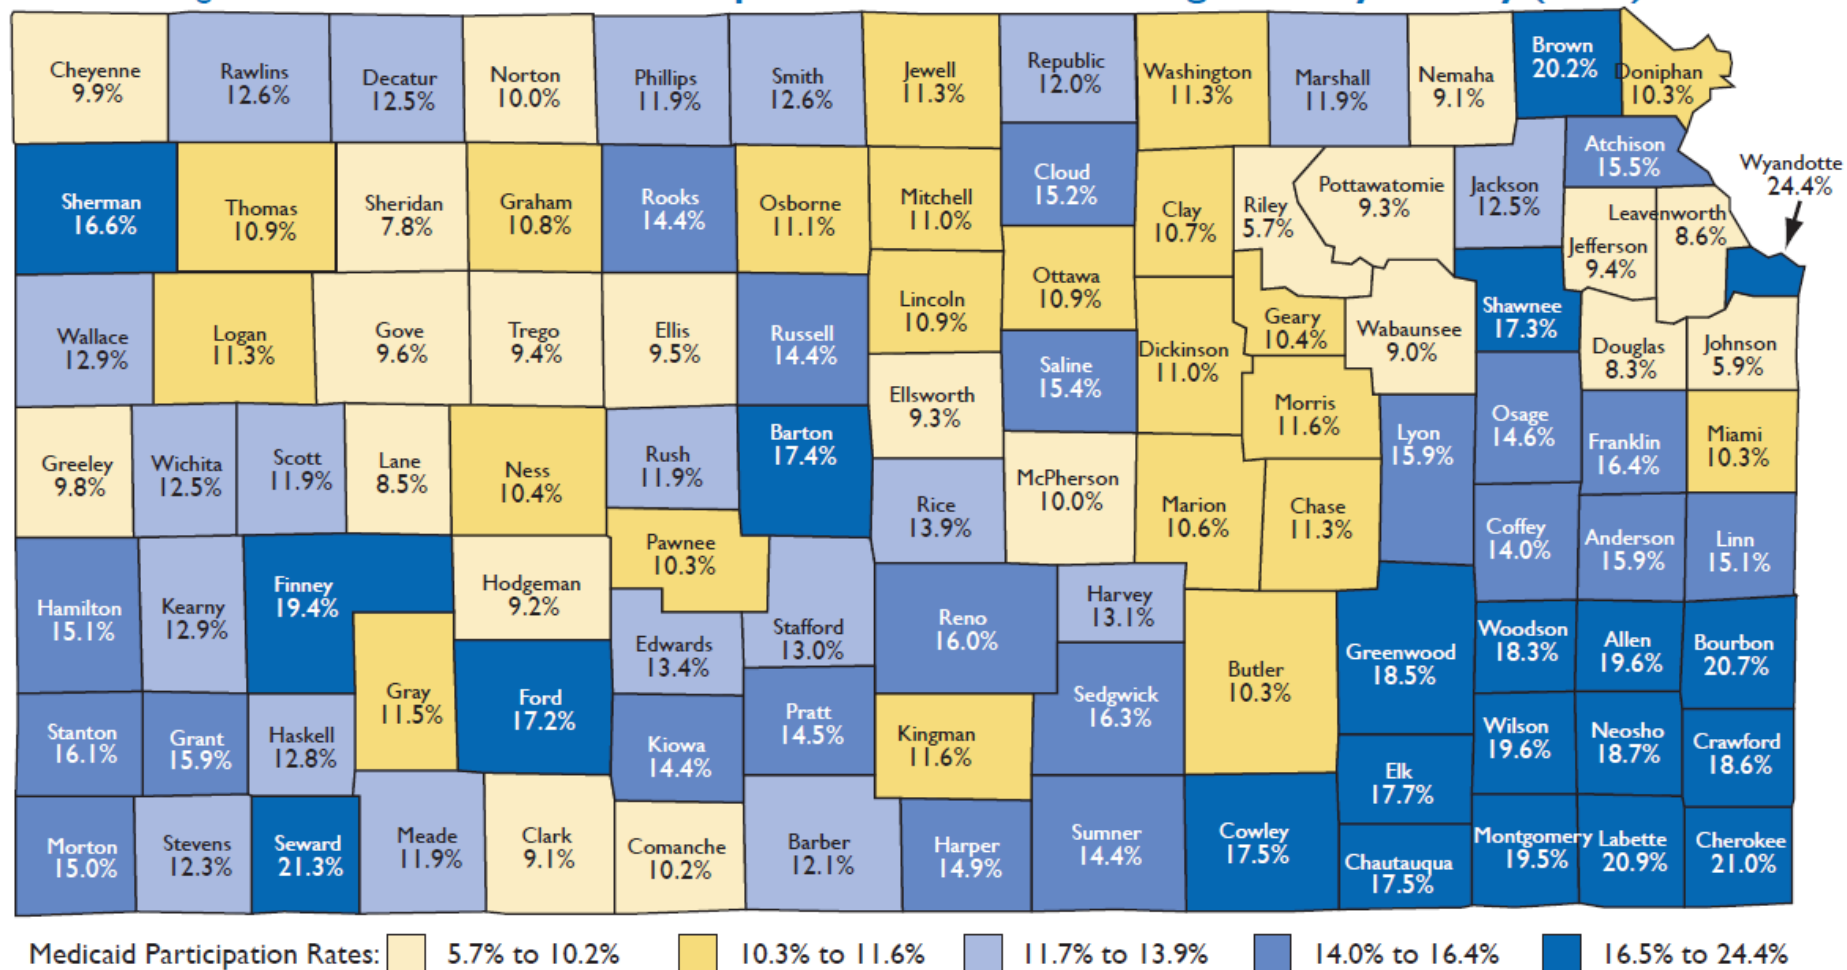 Cheyenne
9.9%
Rawlins
12.6%
Decatur
12.5%
Norton
10.0%
Phillips
11.9%
Smith
12.6%
Jewell
11.3%
Republic
12.0%
Washington
11.3%
Marshall
11.9%
Nemaha
9.1%
Brown
20.2%
Doniphan
10.3%
Sherman
16.6%
Thomas
10.9%
Sheridan
7.8%
Graham
10.8%
Rooks
14.4%
Osborne
11.1%
Mitchell
11.0%
Cloud
15.2%
Clay
10.7%
Riley
5.7%
Pottawatomie
9.3%
Jackson
12.5%
Atchison
15.5%
Wyandotte
24.4%
Leavenworth
8.6%
Jefferson
9.4%
Wallace
12.9%
Logan
11.3%
Gove
9.6%
Trego
9.4%
Ellis
9.5%
Russell
14.4%
Lincoln
10.9%
Ottawa
10.9%
Saline
15.4%
Dickinson
11.0%
Geary
10.4%
Wabaunsee
9.0%
Shawnee
17.3%
Douglas
8.3%
Johnson
5.9%
Greeley
9.8%
Wichita
12.5%
Scott
11.9%
Lane
8.5%
Ness
10.4%
Rush
11.9%
Barton
17.4%
Ellsworth
9.3%
Rice
13.9%
McPherson
10.0%
Marion
10.6%
Morris
11.6%
Chase
11.3%
Lyon
15.9%
Osage
14.6%
Franklin
16.4%
Miami
10.3%
Coffey
14.0%
Anderson
15.9%
Linn
15.1%
Hamilton
15.1%
Kearny
12.9%
Finney
19.4%
Hodgeman
9.2%
Pawnee
10.3%
Edwards
13.4%
Stafford
13.0%
Reno
16.0%
Harvey
13.1%
Sedgwick
16.3%
Butler
10.3%
Greenwood
18.5%
Woodson
18.3%
Allen
19.6%
Bourbon
20.7%
Stanton
16.1%
Grant
15.9%
Haskell
12.8%
Gray
11.5%
Ford
17.2%
Kiowa
14.4%
Pratt
14.5%
Kingman
11.6%
Elk
17.7%
Wilson
19.6%
Neosho
18.7%
Crawford
18.6%
Morton
15.0%
Stevens
12.3%
Seward
21.3%
Meade
11.9%
Clark
9.1%
Comanche
10.2%
Barber
12.1%
Harper
14.9%
Sumner
14.4%
Cowley
17.5%
Chautauqua
17.5%
Montgomery
19.5%
Labette
20.9%
Cherokee
21.0%
Medicaid Participation Rates: 5.7% to 10.2% 10.3% to 11.6% 11.7% to 13.9% 14.0% to 16.4% 16.5% to 24.4%